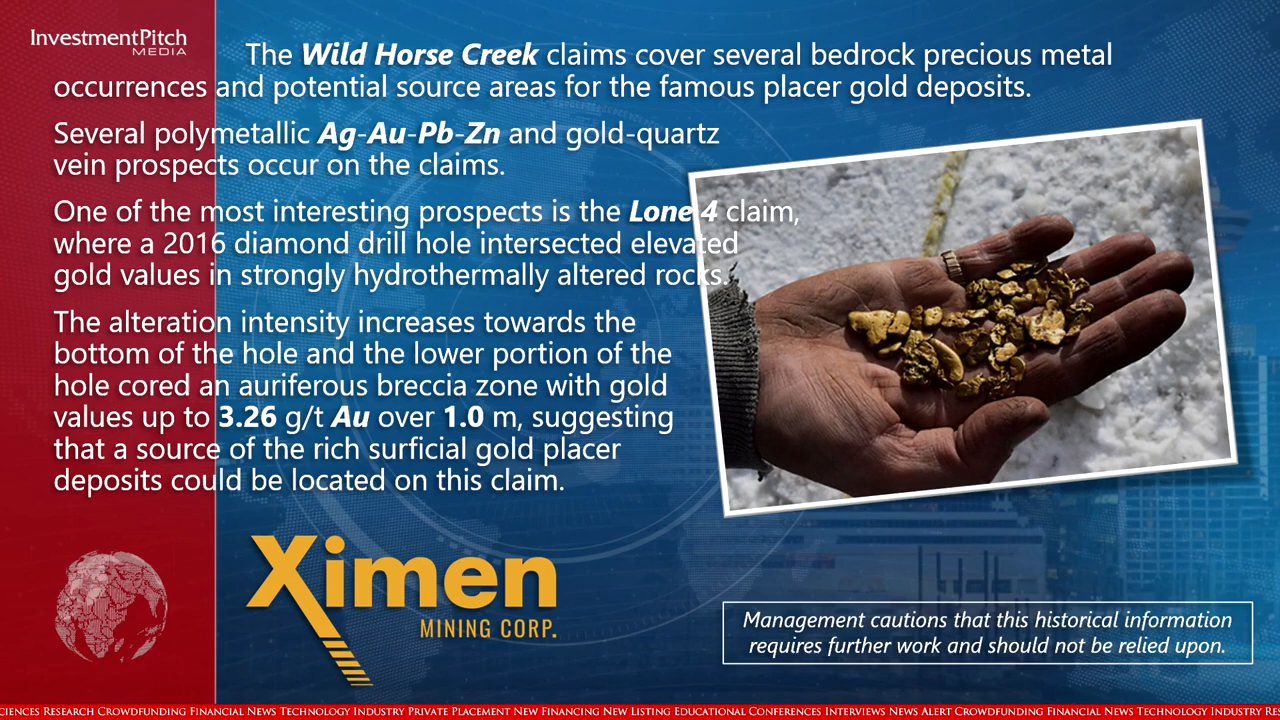 InvestmentPitch
MEDIA
The Wild Horse Creek claims cover several bedrock precious metal
occurrences and potential source areas for the famous placer gold deposits.
Several polymetallic Ag-Au-Pb-Zn and gold-quartz
vein prospects occur on the claims.
One of the most interesting prospects is the Lone 4 claim,
where a 2016 diamond drill hole intersected elevated
gold values in strongly hydrothermally altered rocks.
The alteration intensity increases towards the
bottom of the hole and the lower portion of the
hole cored an auriferous breccia zone with gold
values up to 3.26 g/t Au over 1.0 m, suggesting
that a source of the rich surficial gold placer
deposits could be located on this claim.
Ximen
MINING CORP.
Management cautions that this historical information
requires further work and should not be relied upon.
CIENCES RESEARCH CROWDFUNDING FINANCIAL NEWS TECHNOLOGY INDUSTRY PRIVATE PLACEMENT NEW FINANCING NEW LISTING EDUCATIONAL CONFERENCES INTERVIEWS NEWS ALERT CROWDFUNDING FINANCIAL NEWS TECHNOLOGY INDUSTRY RES